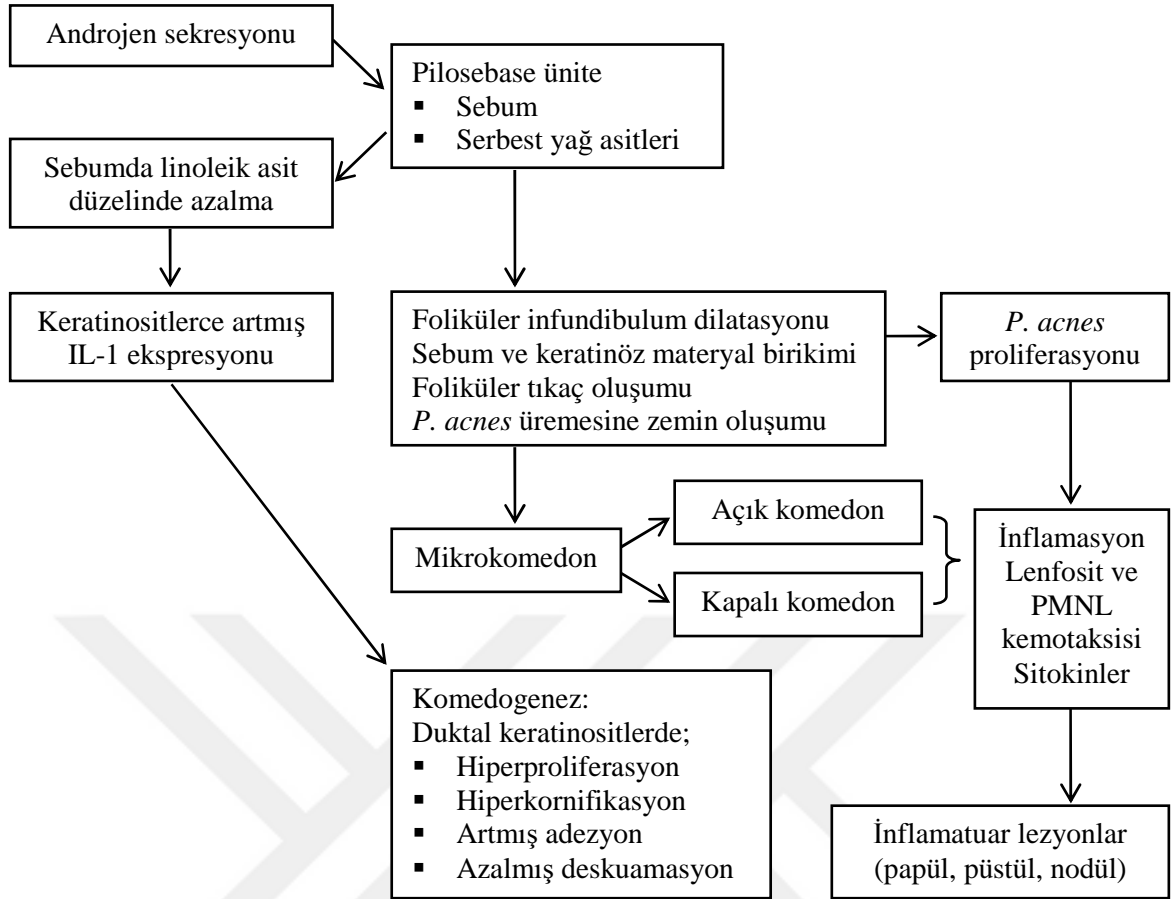 Androjen sekresyonu
Pilosebase ünite
▪ Sebum
▪ Serbest yağ asitleri
Sebumda linoleik asit
düzelinde azalma
Keratinositlerce artmış
IL-1 ekspresyonu
Foliküler infundibulum dilatasyonu
Sebum ve keratinöz materyal birikimi
Foliküler tıkaç oluşumu
P. acnes üremesine zemin oluşumu
P. acnes
proliferasyonu
Mikrokomedon
Açık komedon
Kapalı komedon
İnflamasyon
Lenfosit ve
PMNL
kemotaksisi
Sitokinler
Komedogenez:
Duktal keratinositlerde;
▪ Hiperproliferasyon
▪ Hiperkornifikasyon
▪ Artmış adezyon
▪ Azalmış deskuamasyon
İnflamatuar lezyonlar
(papül, püstül, nodül)